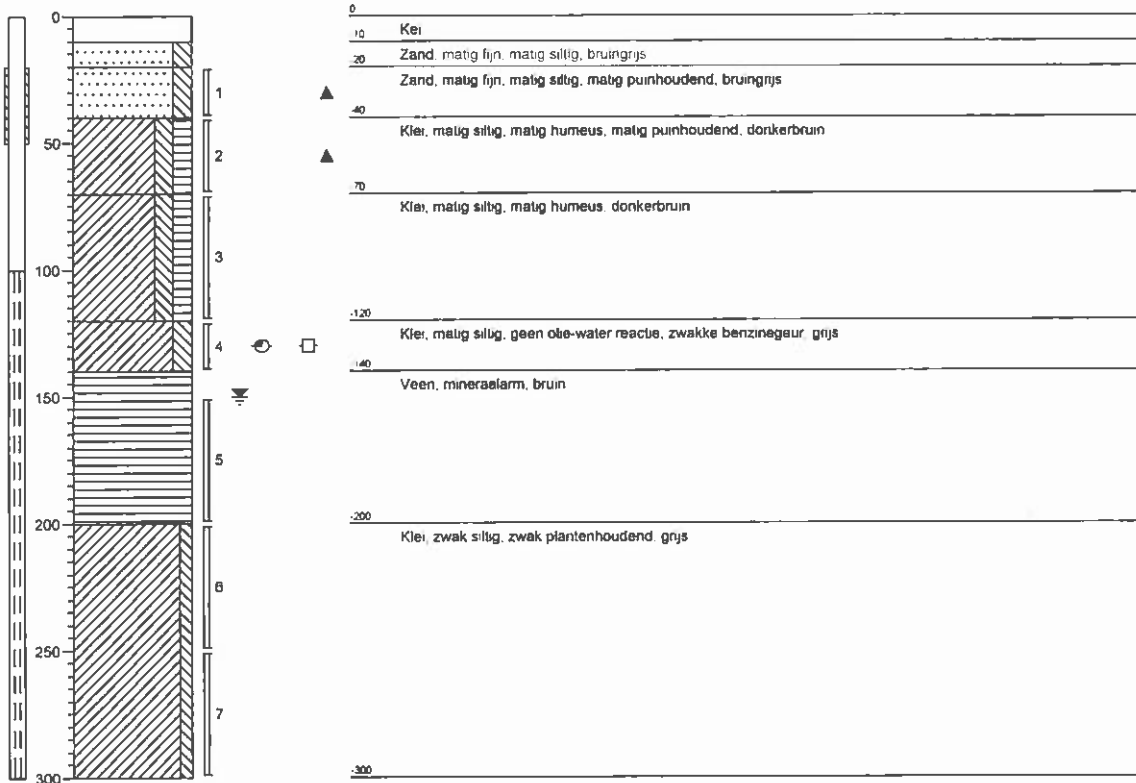 0
0
Kei
-10
Zand, matig fijn, matig siltig, bruingrijs
-20
Zand, matig fijn, matig siltig, matig puinhoudend, bruingrijs
1
-40
Klei, matig siltig, matig humeus, matig puinhoudend, donkerbruin
50
2
-70
Klei, matig siltig, matig humeus, donkerbruin
3
100
-120
Klei, matig siltig, geen olie-water reactie, zwakke benzinegeur, grijs
4
-140
Veen, mineraalarm, bruin
150
5
200
-200
Klei, zwak siltig, zwak plantenhoudend, grijs
6
250
7
300
-300